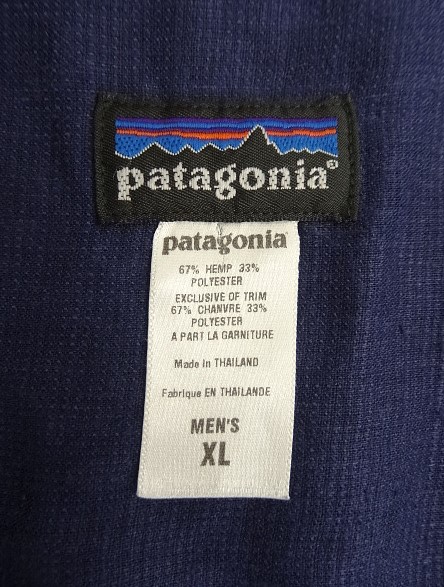 patagonia®
patagonia®
67% HEMP 33%
POLYESTER
EXCLUSIVE OF TRIM
67% CHANVRE 33%
POLYESTER
A PART LA GARNITURE
Made in THAILAND
Fabrique EN THAILANDE
MEN'S
XL